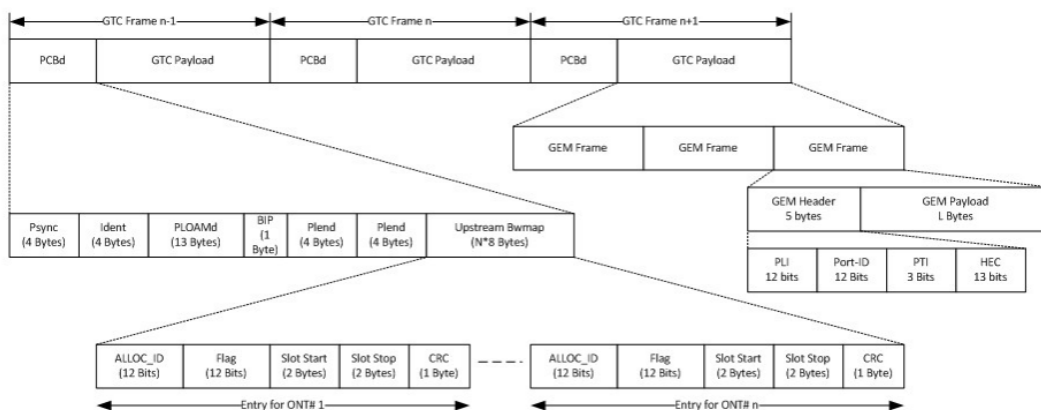 GTC Frame n-1
GTC Frame n
GTC Frame n+1
PCBd
GTC Payload
PCBd
GTC Payload
PCBd
GTC Payload
GEM Frame
GEM Frame
GEM Frame
GEM Header
5 bytes
GEM Payload
L Bytes
Psync
(4 Bytes)
Ident
(4 Bytes)
PLOAMd
(13 Bytes)
BIP
(1
Byte)
Plend
(4 Bytes)
Plend
(4 Bytes)
Upstream Bwmap
(N*8 Bytes)
PLI
12 bits
Port-ID
12 Bits
PTI
3 Bits
HEC
13 bits
ALLOC_ID
(12 Bits)
Flag
(12 Bits)
Slot Start
(2 Bytes)
Slot Stop
(2 Bytes)
CRC
(1 Byte)
ALLOC_ID
(12 Bits)
Flag
(12 Bits)
Slot Start
(2 Bytes)
Slot Stop
(2 Bytes)
CRC
(1 Byte)
Entry for ONT# 1
Entry for ONT# n